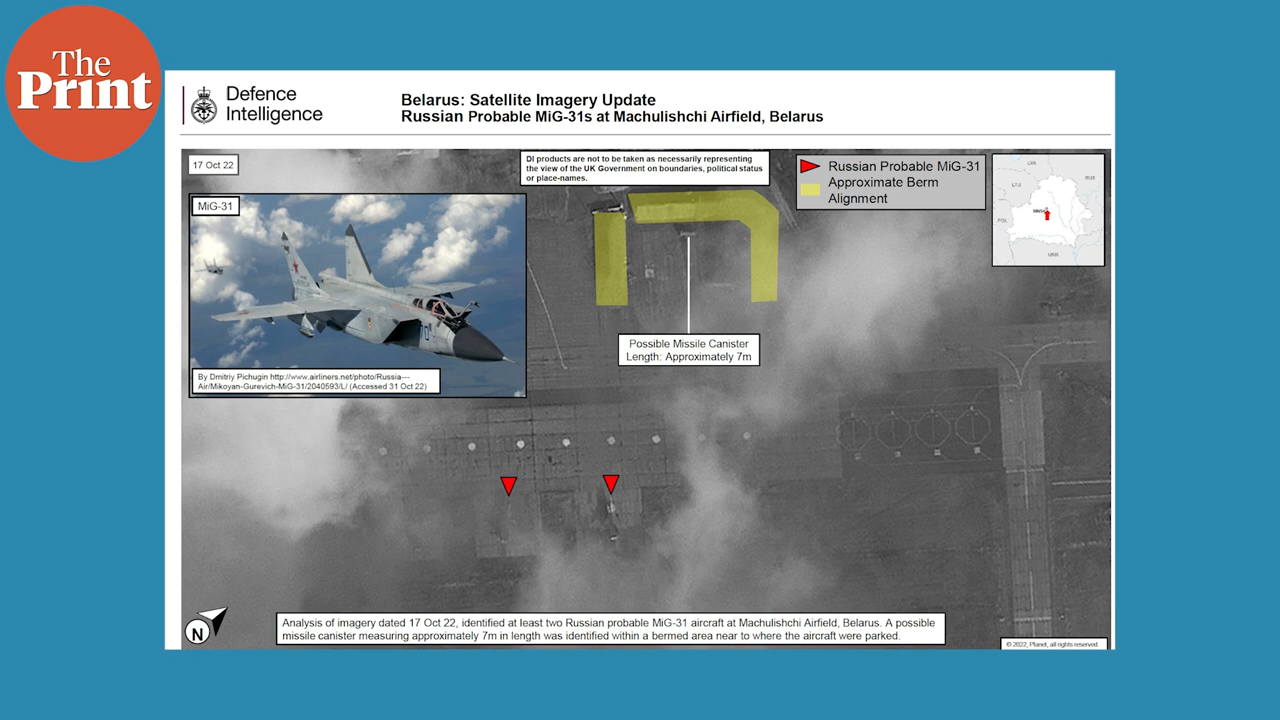 The
Print
Defence
Intelligence
Belarus: Satellite Imagery Update
Russian Probable MiG-31s at Machulishchi Airfield, Belarus
17 Oct 22
DI products are not to be taken as necessarily representing
the view of the UK Government on boundaries, political status
or place-names.
Russian Probable MiG-31
Approximate Berm
Alignment
MiG-31
Possible Missile Canister
Length: Approximately 7m
By Dmitriy Pichugin http://www.airliners.net/photo/Russia---
Air/Mikoyan-Gurevich-MiG-31/2040593/L/ (Accessed 31 Oct 22)
N
Analysis of imagery dated 17 Oct 22, identified at least two Russian probable MiG-31 aircraft at Machulishchi Airfield, Belarus. A possible
missile canister measuring approximately 7m in length was identified within a bermed area near to where the aircraft were parked.
© 2022, Planet, all rights reserved.